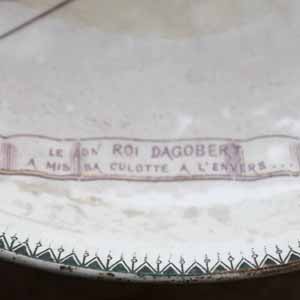 LE BON ROI DAGOBERT
A MIS SA CULOTTE A L'ENVERS...